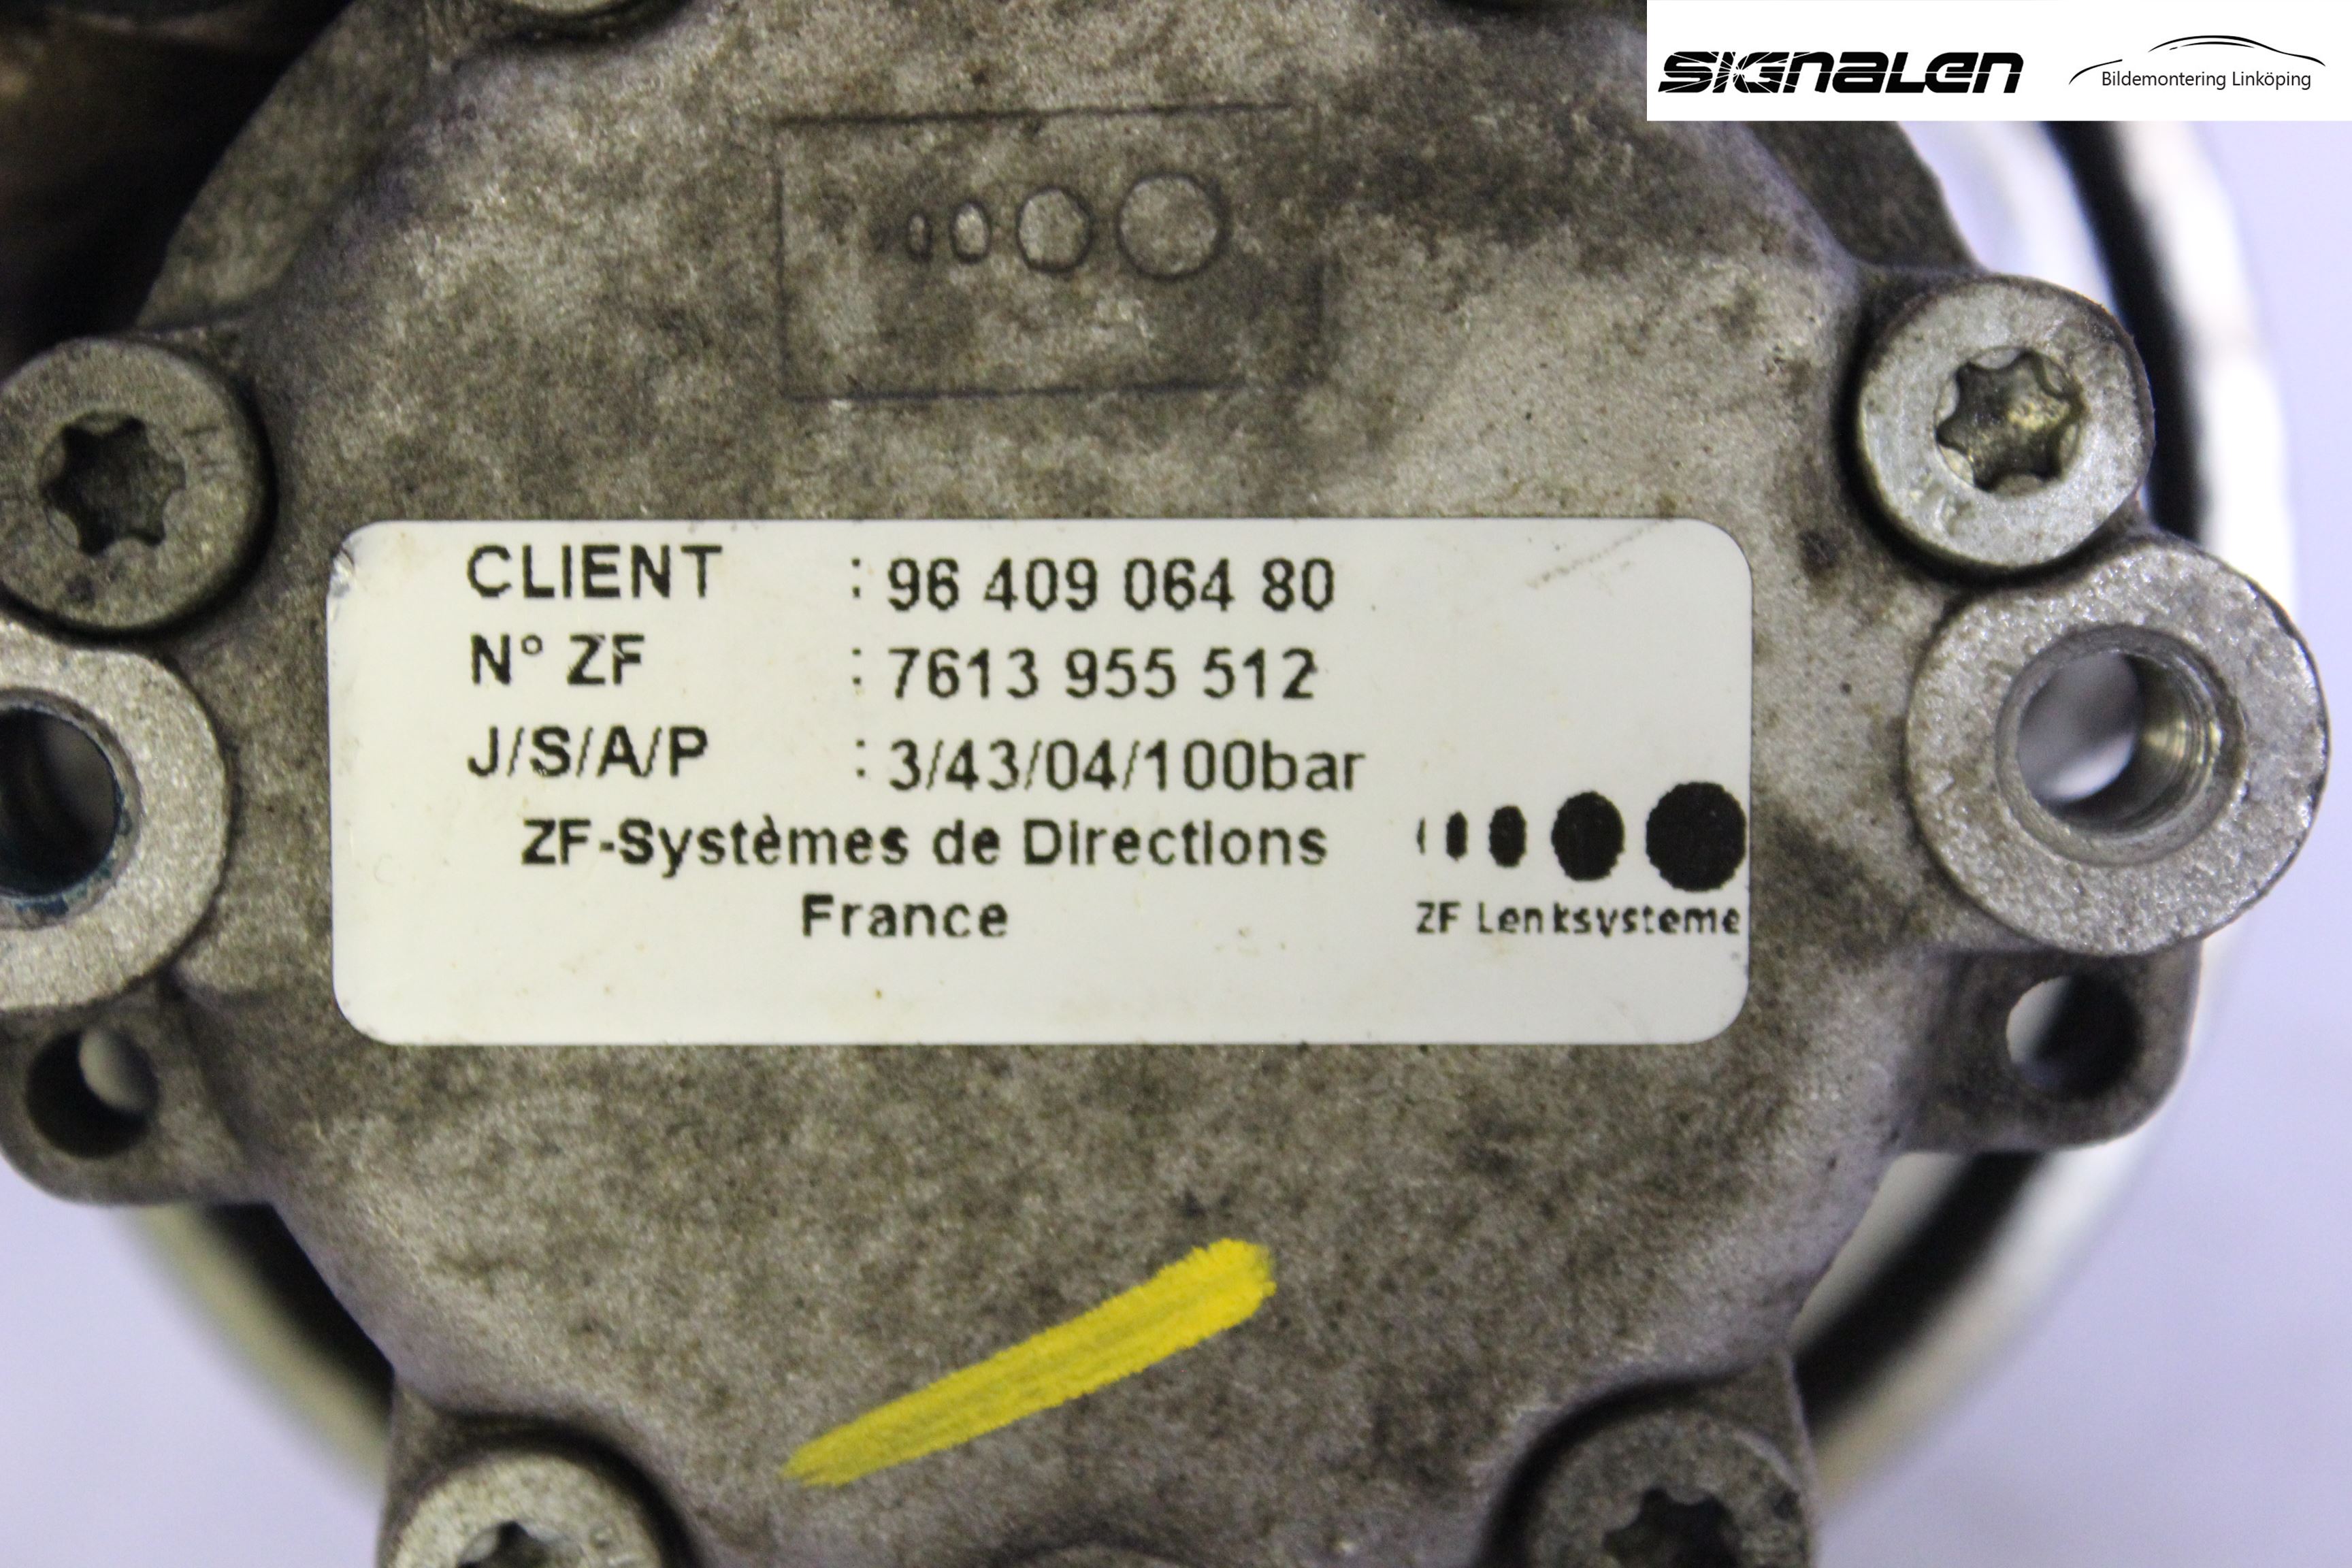 SIGNALEN
Bildemontering Linköping
CLIENT : 96 409 064 80
N° ZF : 7613 955 512
J/S/A/P : 3/43/04/100bar
ZF-Systèmes de Directions
France
ZF Lenksysteme